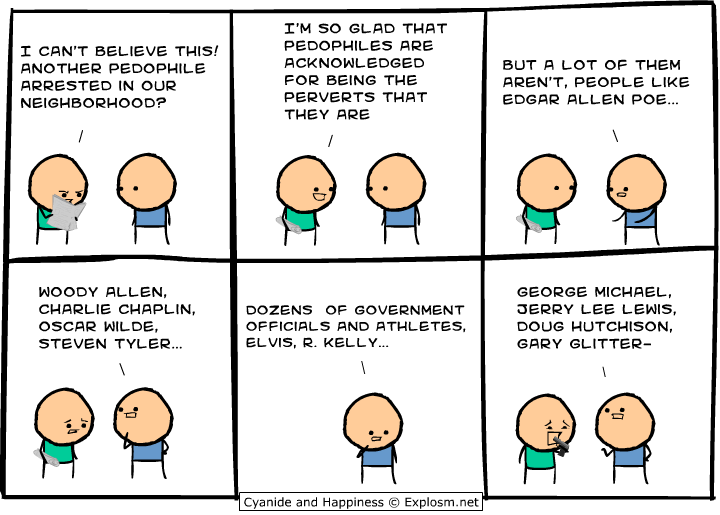 I CAN'T BELIEVE THIS!
ANOTHER PEDOPHILE
ARRESTED IN OUR
NEIGHBORHOOD?
I'M SO GLAD THAT
PEDOPHILES ARE
ACKNOWLEDGED
FOR BEING THE
PERVERTS THAT
THEY ARE
BUT A LOT OF THEM
AREN'T, PEOPLE LIKE
EDGAR ALLEN POE...
WOODY ALLEN,
CHARLIE CHAPLIN,
OSCAR WILDE,
STEVEN TYLER...
DOZENS OF GOVERNMENT
OFFICIALS AND ATHLETES,
ELVIS, R. KELLY...
GEORGE MICHAEL,
JERRY LEE LEWIS,
DOUG HUTCHISON,
GARY GLITTER-
Cyanide and Happiness © Explosm.net